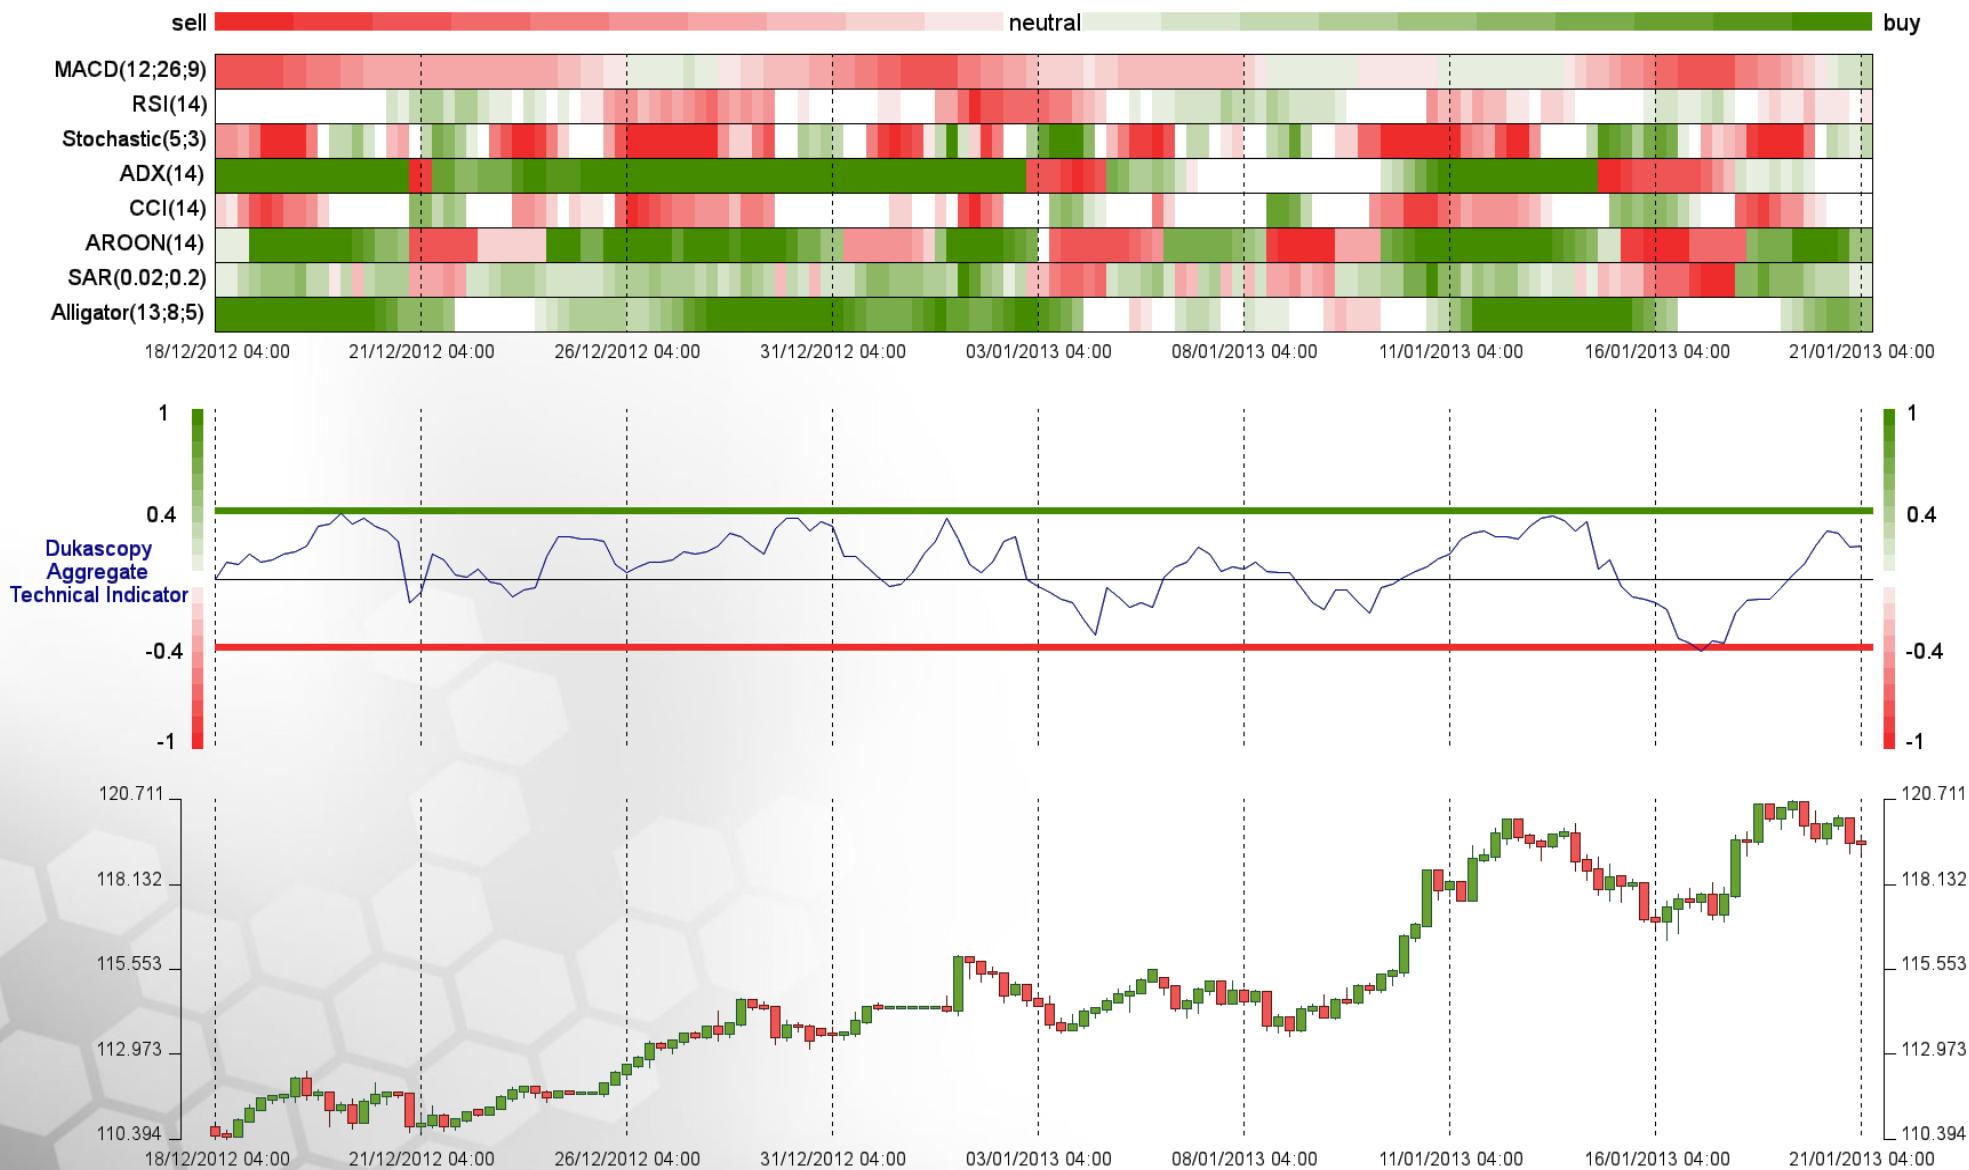 sell neutral buy
MACD(12;26;9)
RSI(14)
Stochastic(5;3)
ADX(14)
CCI(14)
AROON(14)
SAR(0.02;0.2)
Alligator(13;8;5)
18/12/2012 04:00 21/12/2012 04:00 26/12/2012 04:00 31/12/2012 04:00 03/01/2013 04:00 08/01/2013 04:00 11/01/2013 04:00 16/01/2013 04:00 21/01/2013 04:00
1 1
0.4 0.4
Dukascopy
Aggregate
Technical Indicator
-0.4 -0.4
-1 -1
120.711 120.711
118.132 118.132
115.553 115.553
112.973 112.973
110.394 110.394
18/12/2012 04:00 21/12/2012 04:00 26/12/2012 04:00 31/12/2012 04:00 03/01/2013 04:00 08/01/2013 04:00 11/01/2013 04:00 16/01/2013 04:00 21/01/2013 04:00